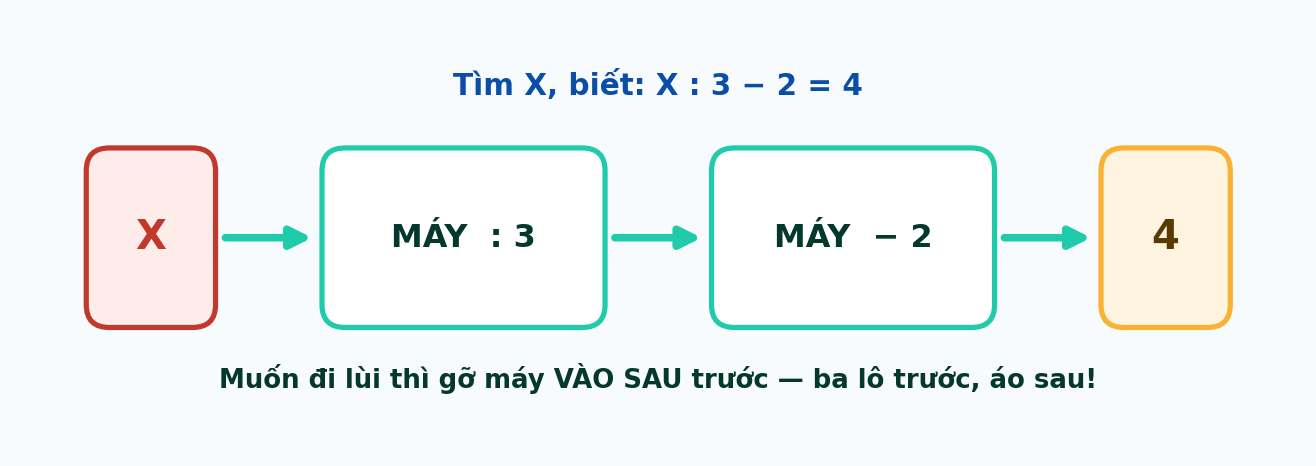 Tìm X, biết: X : 3 − 2 = 4
X
MÁY : 3
MÁY − 2
4
Muốn đi lùi thì gỡ máy VÀO SAU trước — ba lô trước, áo sau!